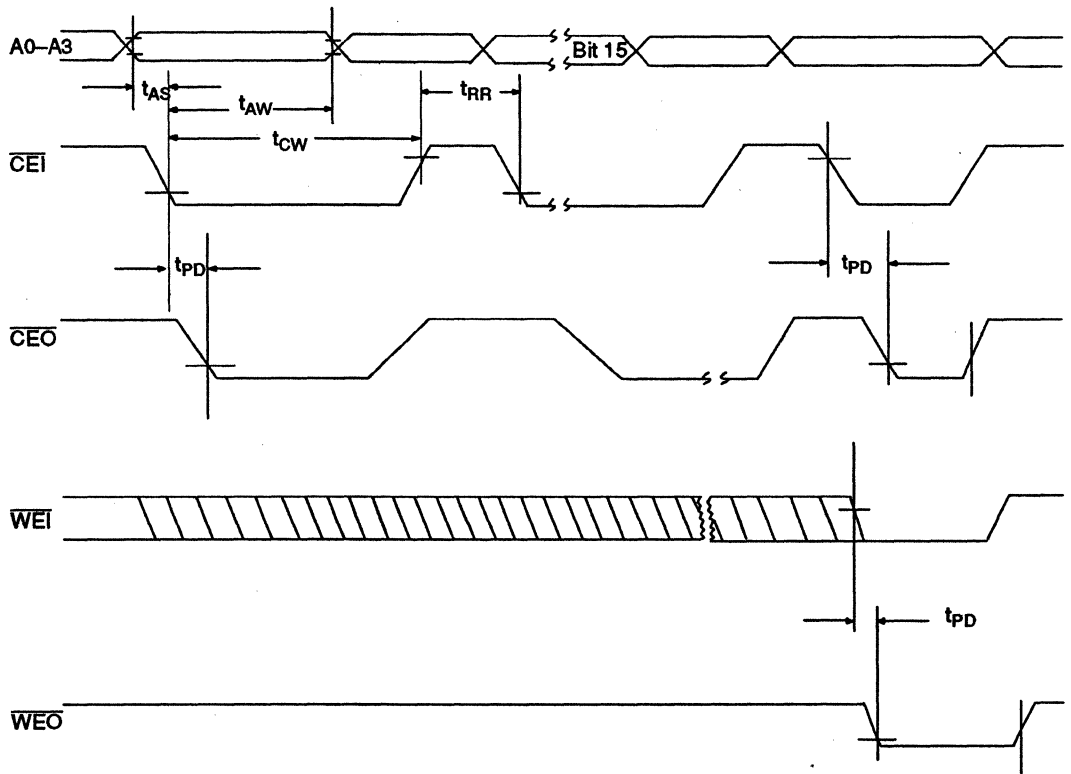 A0–A3
Bit 15
tAS
tAW
tRR
tCW
CEI
tPD
tPD
CEO
WEI
tPD
WEO